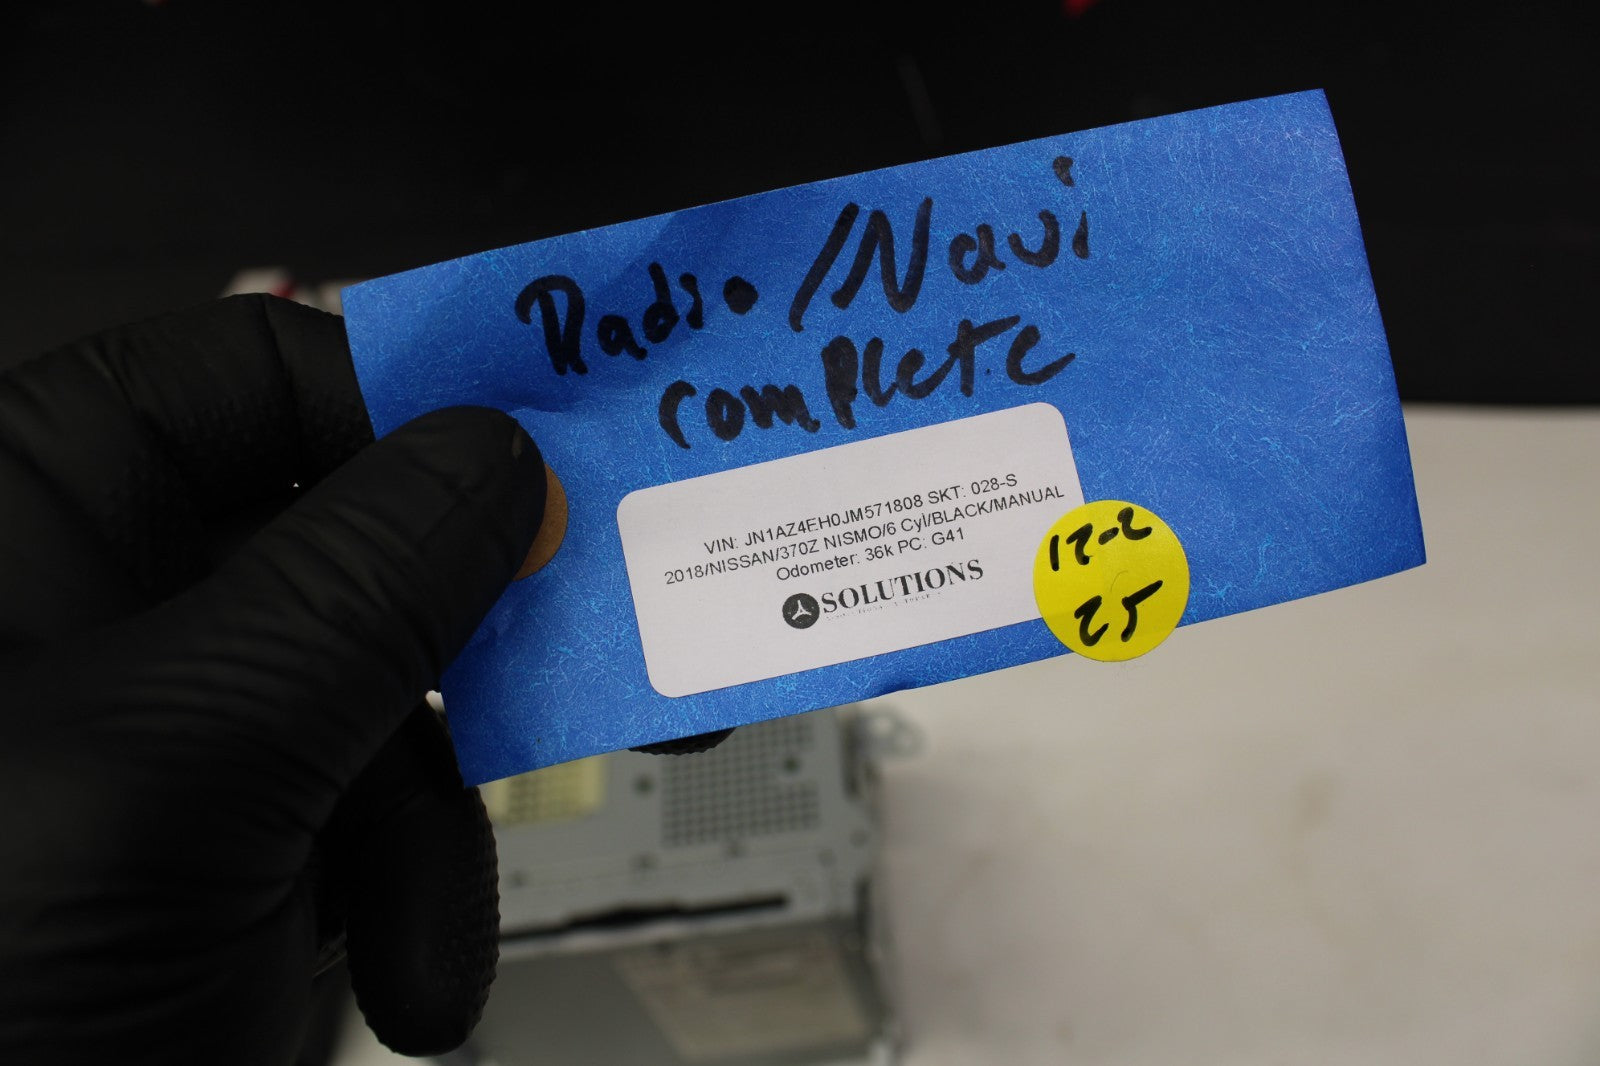 Radio/Navi
complete
VIN: JN1AZ4EH0JM571808 SKT: 028-S
2018/NISSAN/370Z NISMO/6 Cyl/BLACK/MANUAL
Odometer: 36k PC: G41
SOLUTIONS
17-2
25